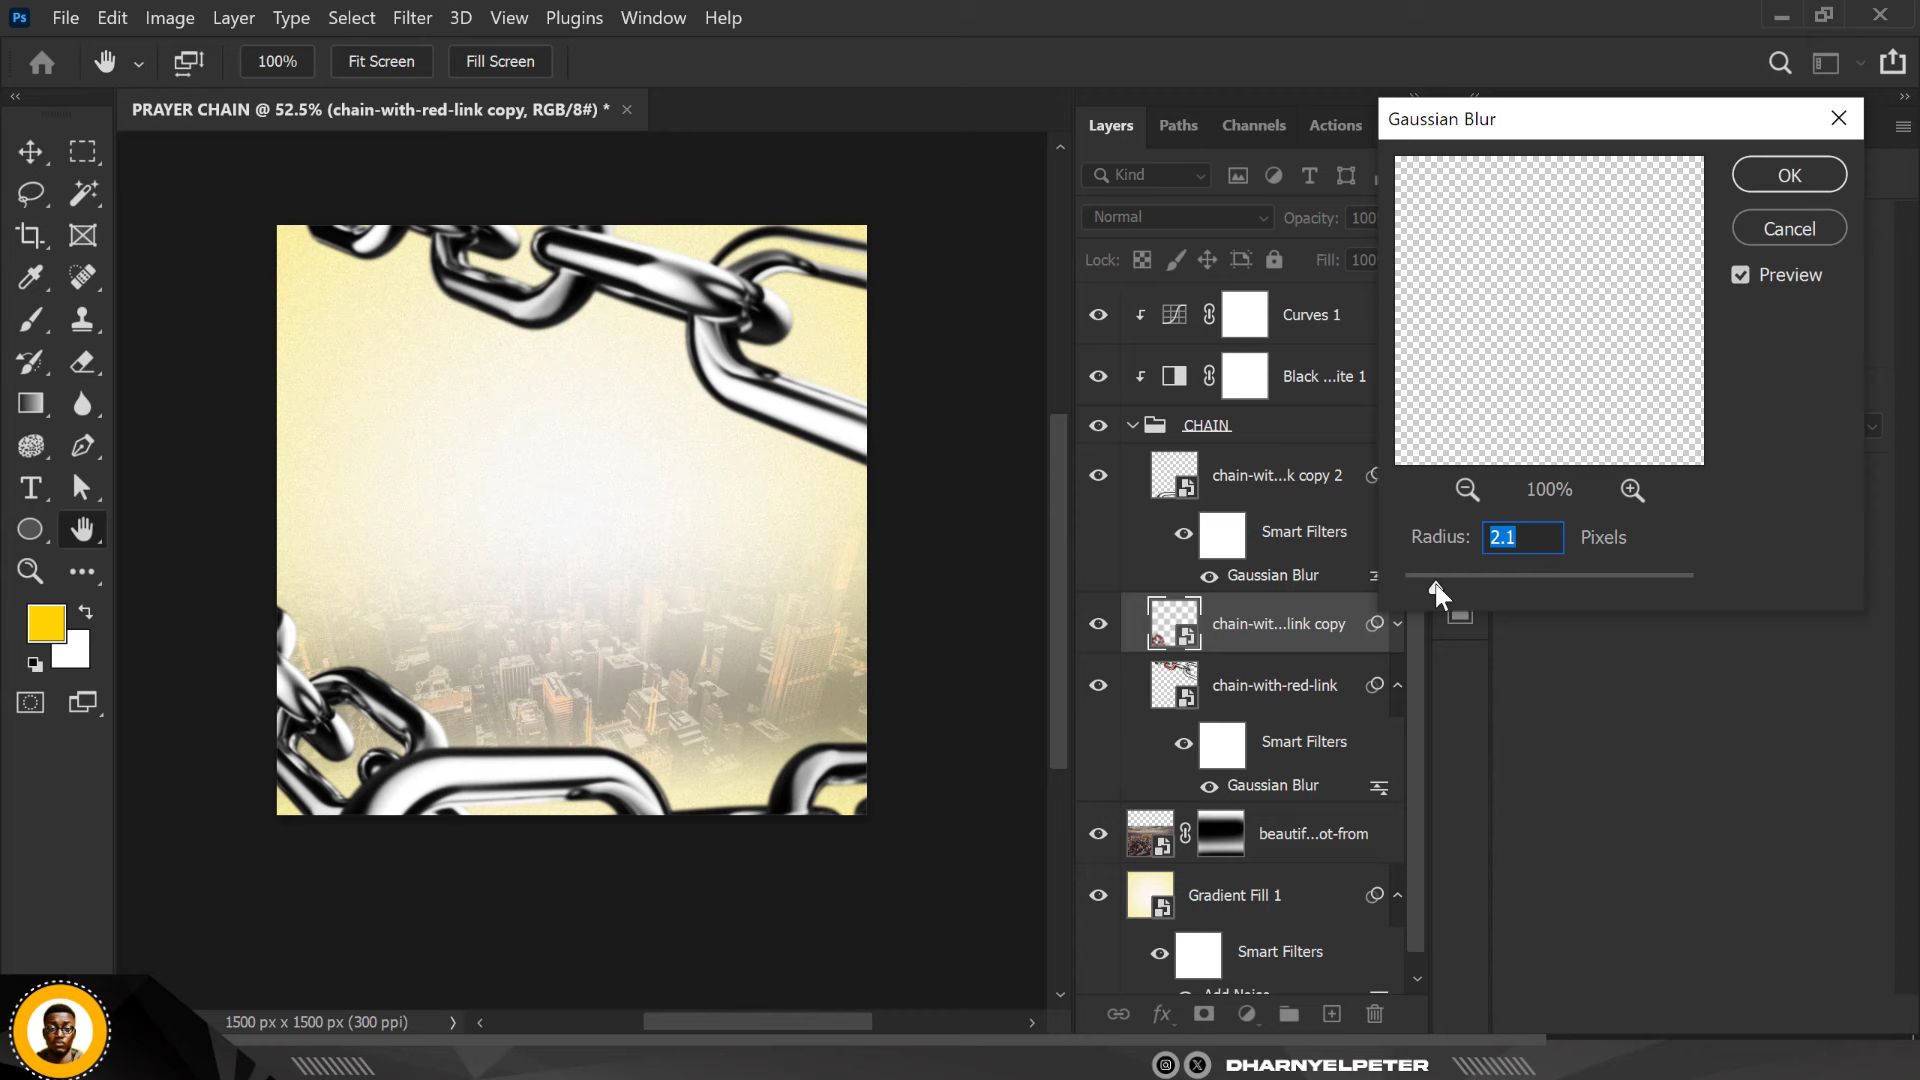 Ps File Edit Image Layer Type Select Filter 3D View Plugins Window Help
100% Fit Screen Fill Screen
PRAYER CHAIN @ 52.5% (chain-with-red-link copy, RGB/8#) *
Layers Paths Channels Actions
Kind
Normal Opacity: 100
Lock: Fill: 100
Curves 1
Black ...ite 1
CHAIN
chain-wit...k copy 2
Smart Filters
Gaussian Blur
chain-wit...link copy
chain-with-red-link
Smart Filters
Gaussian Blur
beautif...ot-from
Gradient Fill 1
Smart Filters
Add Noise
Gaussian Blur
OK
Cancel
Preview
100%
Radius: 2.1 Pixels
1500 px x 1500 px (300 ppi)
DHARNYELPETER